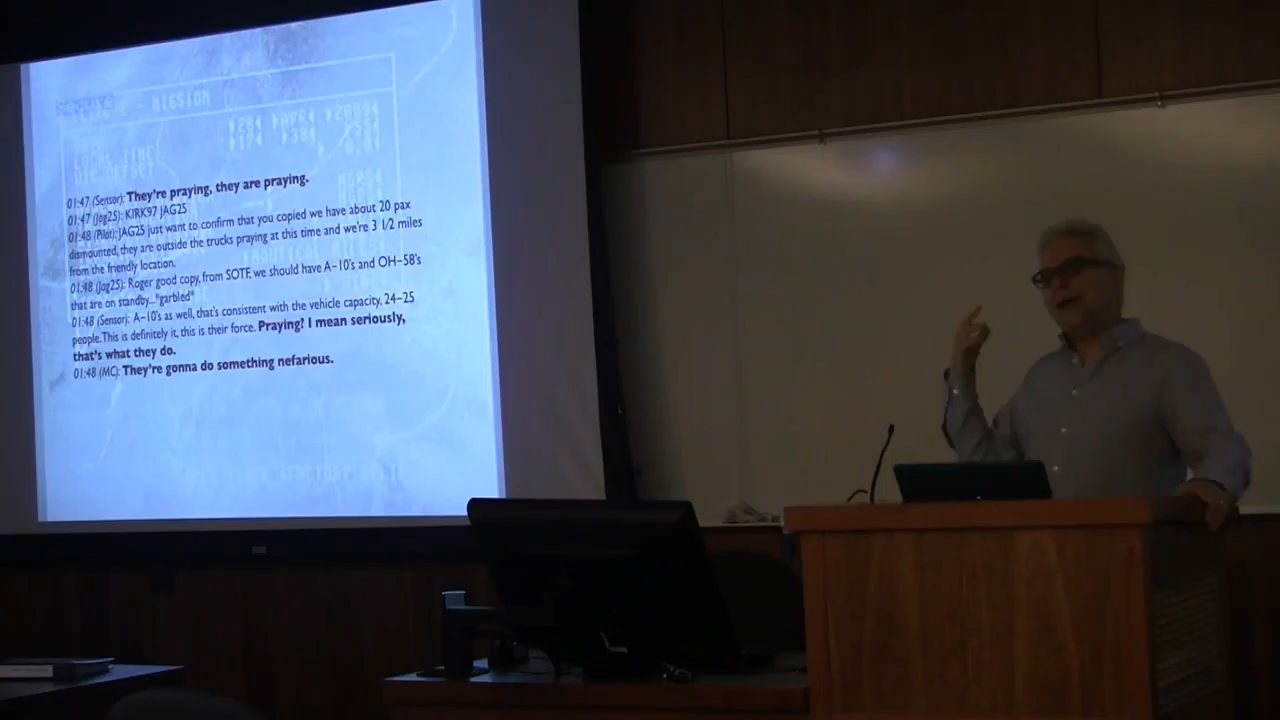 MISSION
LOCAL TIME
UTC OFFSET
01:47 (Sensor): They're praying, they are praying.
01:47 (Jag25): KIRK97 JAG25
01:48 (Pilot): JAG25 just want to confirm that you copied we have about 20 pax
dismounted, they are outside the trucks praying at this time and we're 3 1/2 miles
from the friendly location.
01:48 (Jag25): Roger good copy, from SOTF, we should have A-10's and OH-58's
that are on standby..."garbled"
01:48 (Sensor): A-10's as well, that's consistent with the vehicle capacity, 24-25
people. This is definitely it, this is their force. Praying? I mean seriously,
that's what they do.
01:48 (MC): They're gonna do something nefarious.